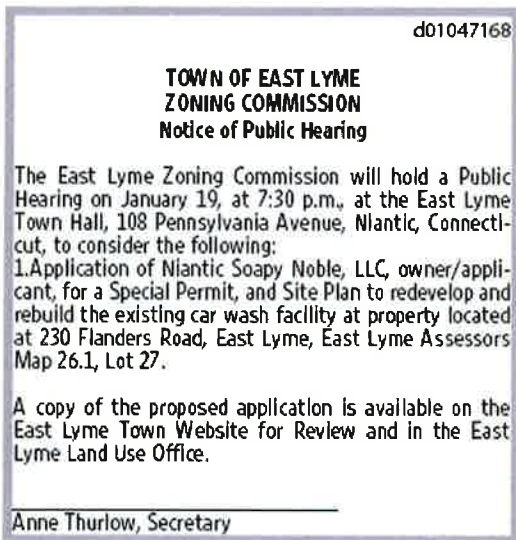 d01047168
TOWN OF EAST LYME
ZONING COMMISSION
Notice of Public Hearing
The East Lyme Zoning Commission will hold a Public
Hearing on January 19, at 7:30 p.m., at the East Lyme
Town Hall, 108 Pennsylvania Avenue, Niantic, Connecti-
cut, to consider the following:
1.Application of Niantic Soapy Noble, LLC, owner/appli-
cant, for a Special Permit, and Site Plan to redevelop and
rebuild the existing car wash facility at property located
at 230 Flanders Road, East Lyme, East Lyme Assessors
Map 26.1, Lot 27.
A copy of the proposed application is available on the
East Lyme Town Website for Review and in the East
Lyme Land Use Office.
Anne Thurlow, Secretary